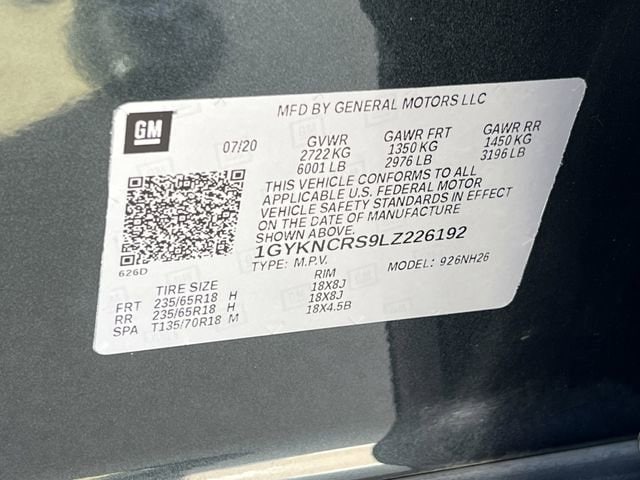 MFD BY GENERAL MOTORS LLC
GM
07/20 GVWR GAWR FRT GAWR RR
2722 KG 1350 KG 1450 KG
6001 LB 2976 LB 3196 LB
THIS VEHICLE CONFORMS TO ALL
APPLICABLE U.S. FEDERAL MOTOR
VEHICLE SAFETY STANDARDS IN EFFECT
ON THE DATE OF MANUFACTURE
SHOWN ABOVE.
1GYKNCRS9LZ226192
626D
TYPE: M.P.V. MODEL: 926NH26
TIRE SIZE RIM
FRT 235/65R18 H 18X8J
RR 235/65R18 H 18X8J
SPA T135/70R18 M 18X4.5B